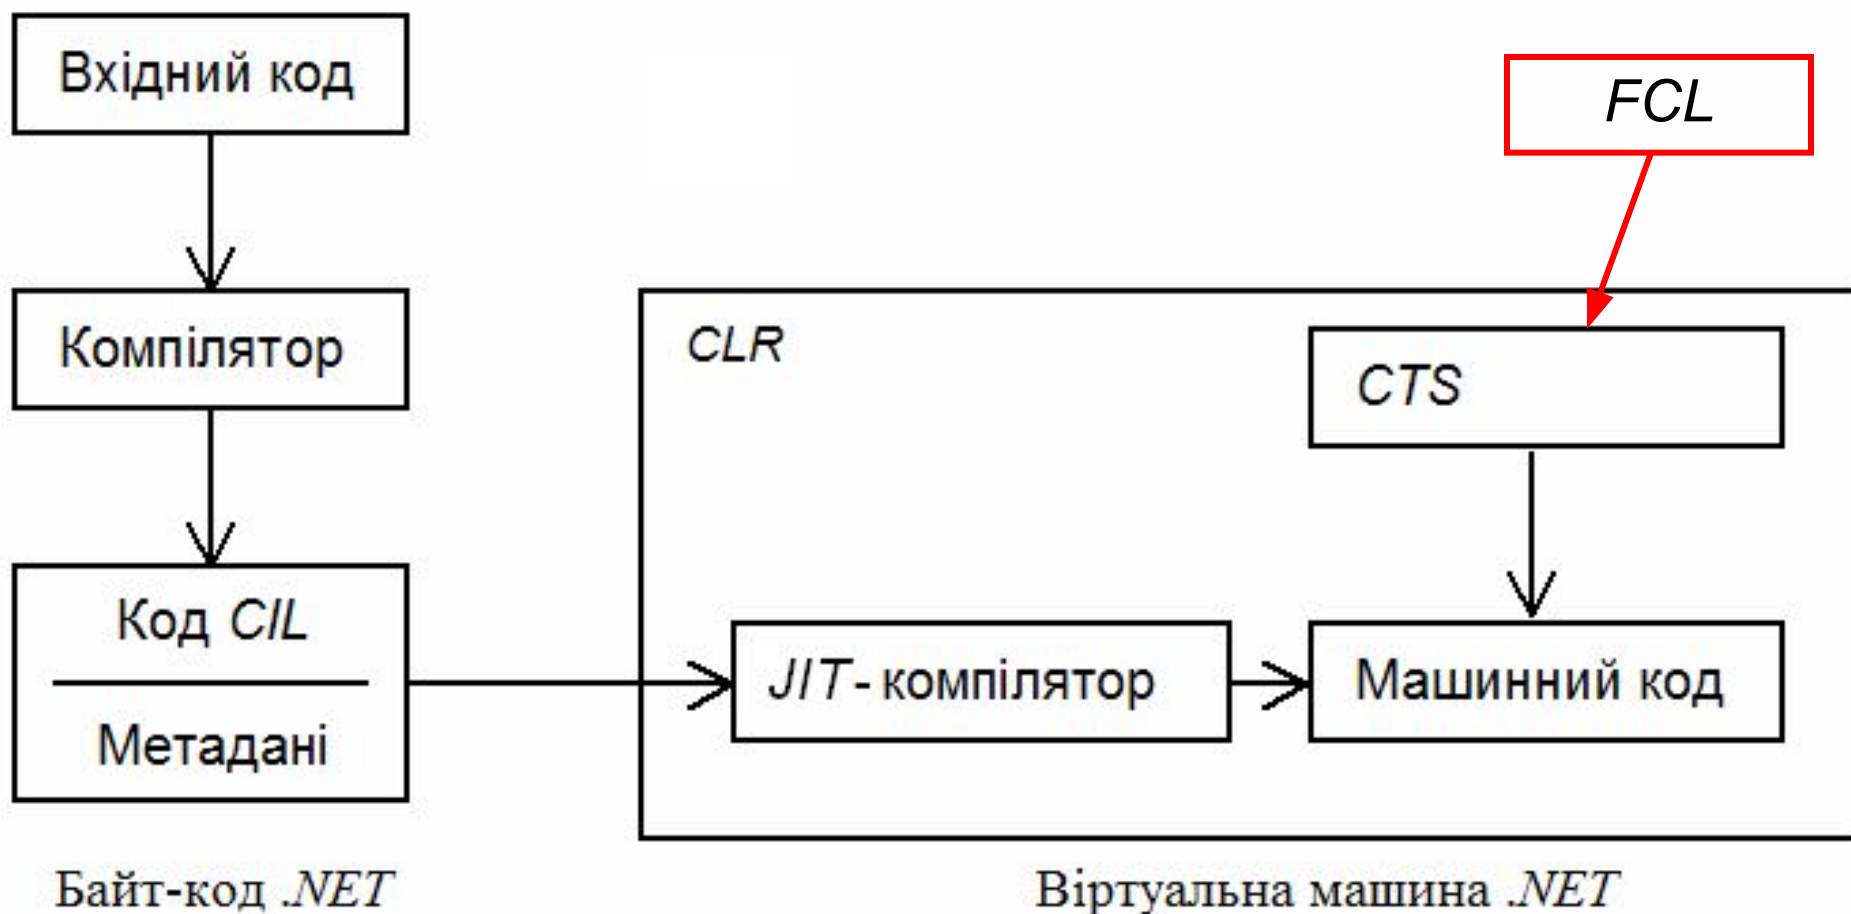 Вхідний код
FCL
Компілятор
CLR
CTS
Код CIL
JIT-компілятор
Машинний код
Метадані
Байт-код .NET
Віртуальна машина .NET